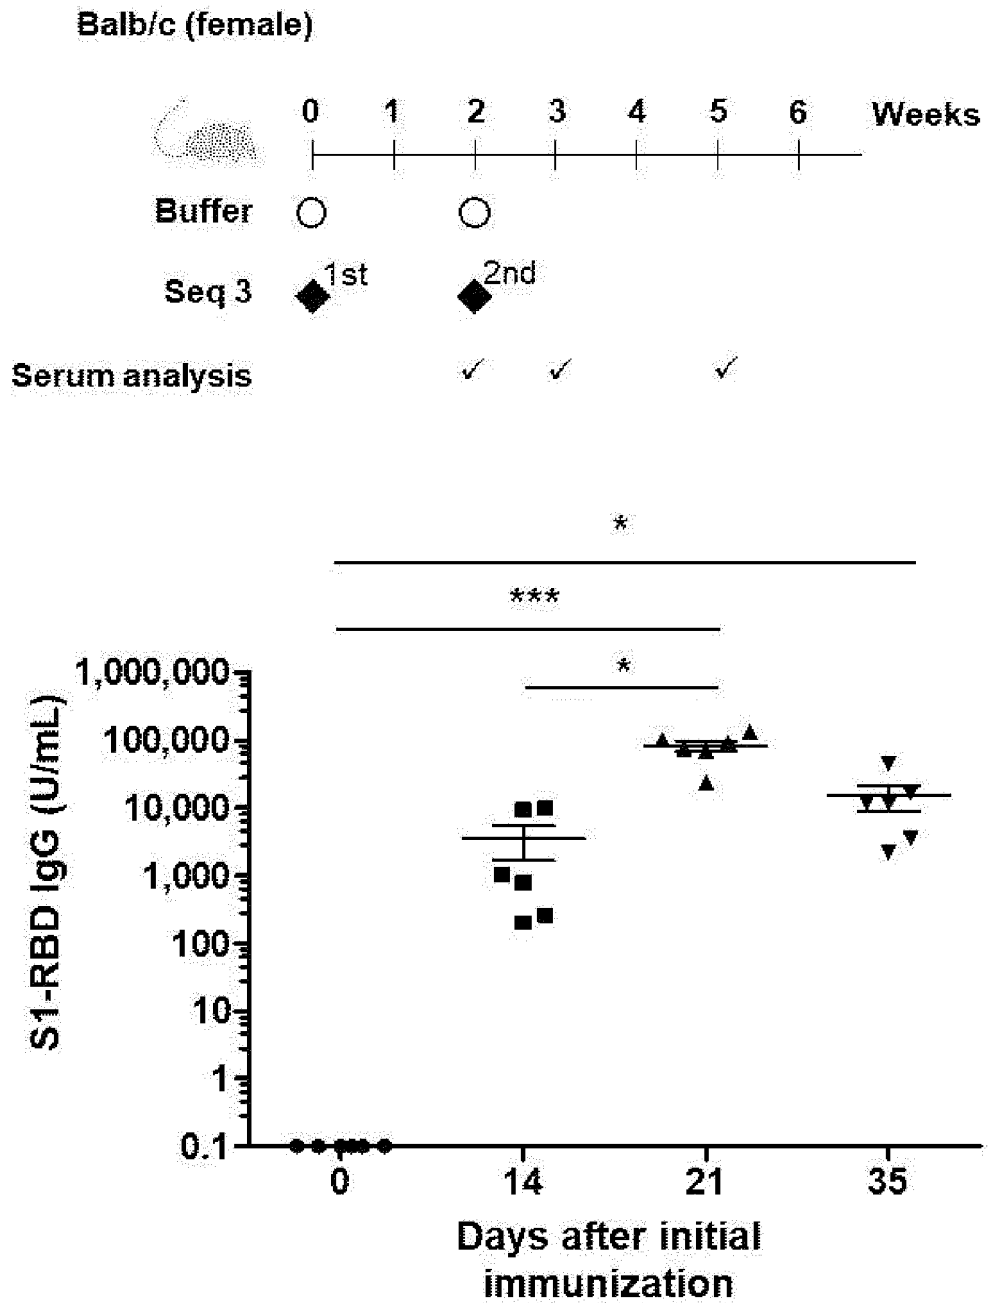 Balb/c (female)
0 1 2 3 4 5 6 Weeks
Buffer
Seq 3 1st 2nd
Serum analysis ✓ ✓ ✓
*
***
*
1,000,000
100,000
10,000
1,000
100
10
1
0.1
S1-RBD IgG (U/mL)
0 14 21 35
Days after initial
immunization